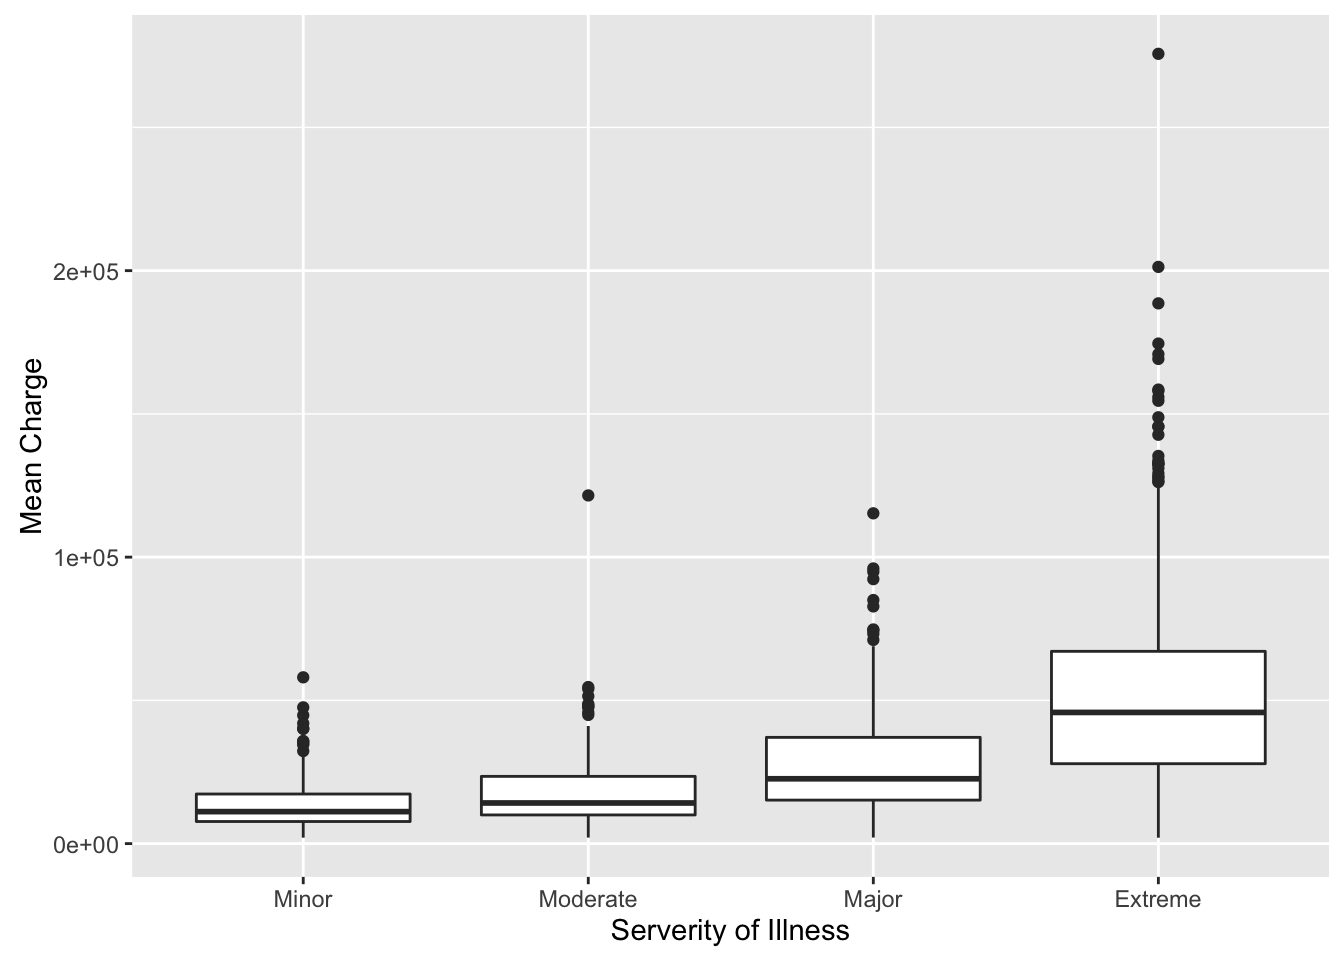 Mean Charge
2e+05
1e+05
0e+00
Minor Moderate Major Extreme
Serverity of Illness